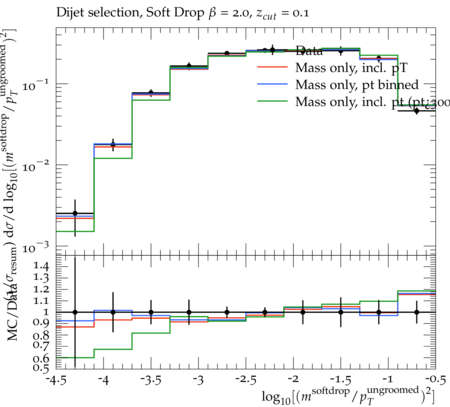 Dijet selection, Soft Drop β = 2.0, z_cut = 0.1
(1/σ_resum) dσ/d log₁₀[(m^softdrop/p_T^ungroomed)²]
10⁻¹
10⁻²
10⁻³
Data
Mass only, incl. pT
Mass only, pt binned
Mass only, incl. pt (pt<300
MC/Data
1.4
1.3
1.2
1.1
1
0.9
0.8
0.7
0.6
0.5
-4.5 -4 -3.5 -3 -2.5 -2 -1.5 -1 -0.5
log₁₀[(m^softdrop/p_T^ungroomed)²]